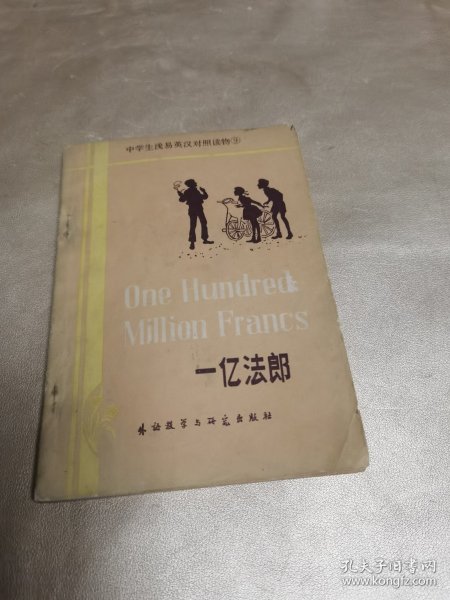 中学生浅易英汉对照读物⑨
One Hundred
Million Francs
一亿法郎
外语教学与研究出版社
孔夫子旧书网
www.kongfz.com